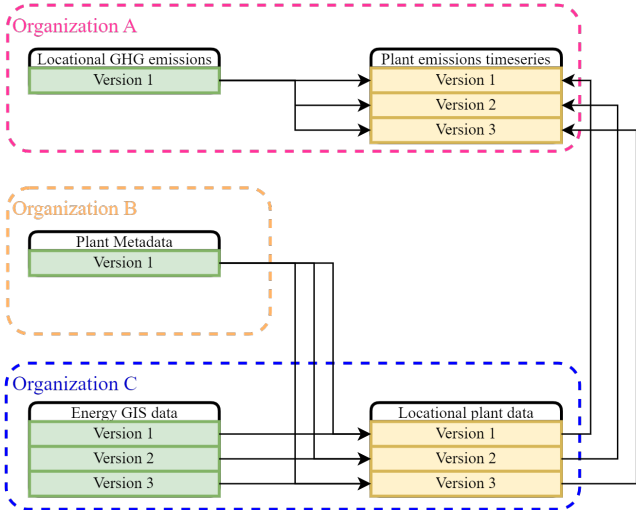 Organization A
Locational GHG emissions
Version 1
Plant emissions timeseries
Version 1
Version 2
Version 3
Organization B
Plant Metadata
Version 1
Organization C
Energy GIS data
Version 1
Version 2
Version 3
Locational plant data
Version 1
Version 2
Version 3